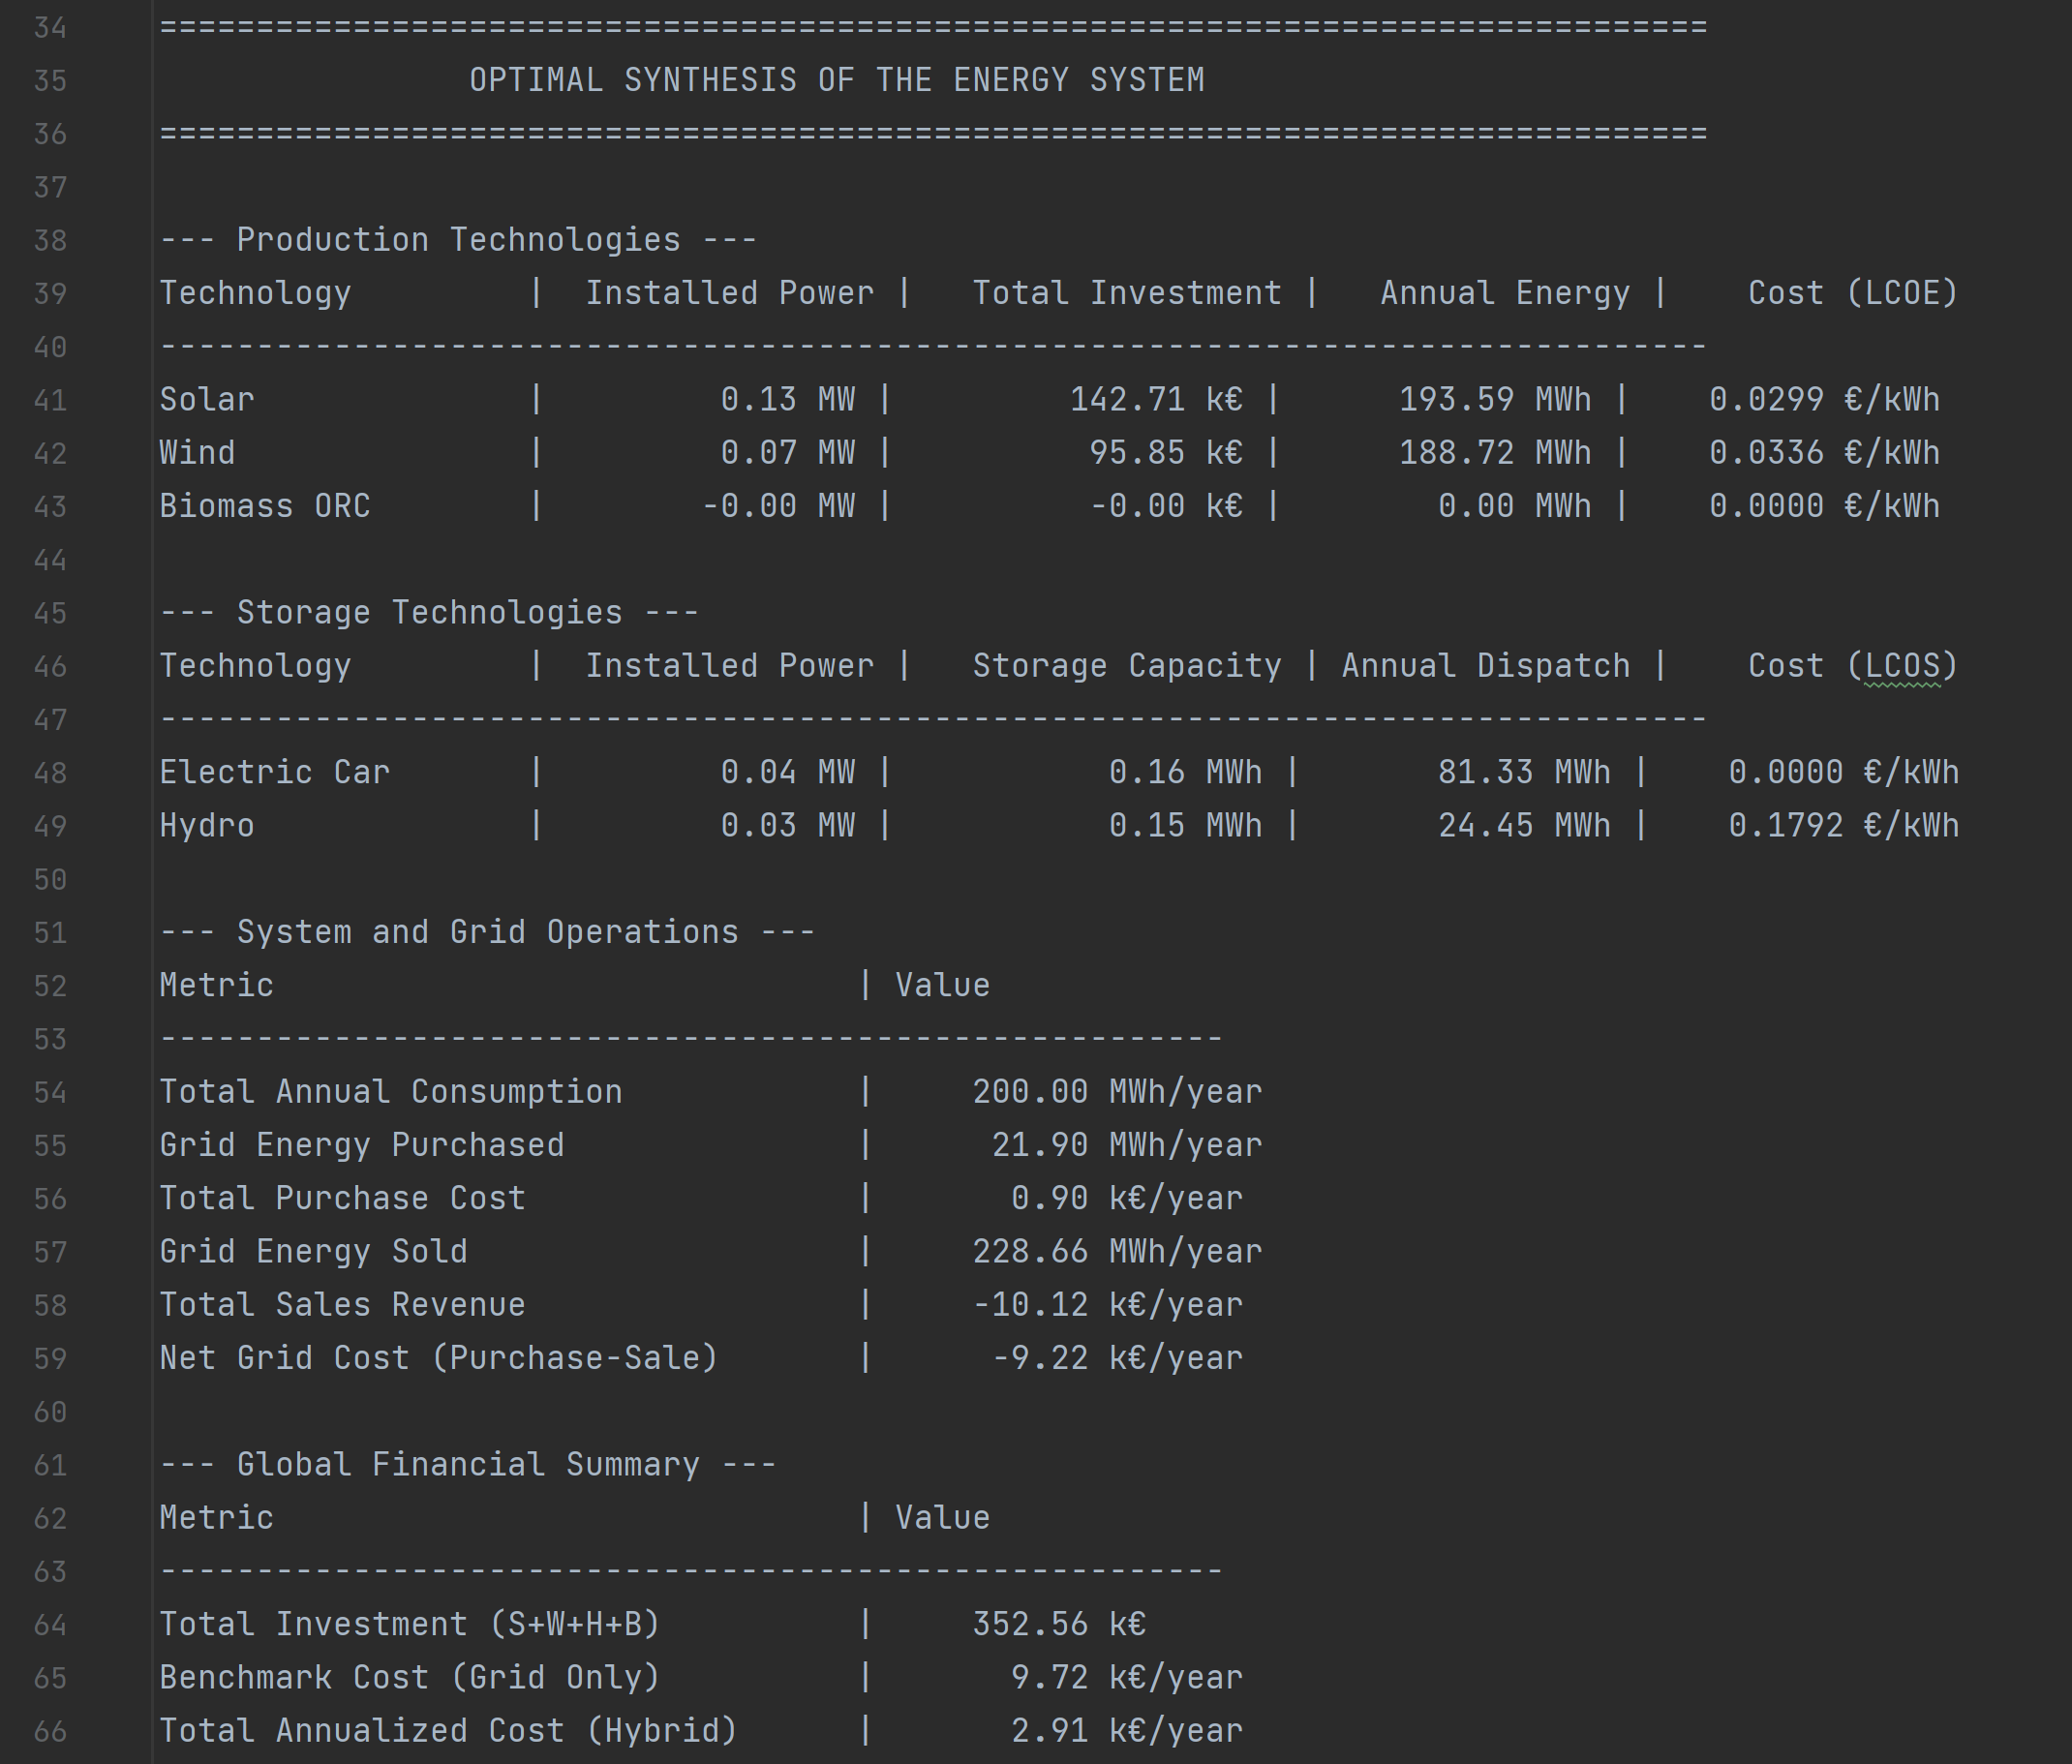 34 ================================================================================
35                 OPTIMAL SYNTHESIS OF THE ENERGY SYSTEM
36 ================================================================================
37
38 --- Production Technologies ---
39 Technology         |  Installed Power |   Total Investment |   Annual Energy |    Cost (LCOE)
40 --------------------------------------------------------------------------------
41 Solar              |         0.13 MW |         142.71 k€ |      193.59 MWh |    0.0299 €/kWh
42 Wind               |         0.07 MW |          95.85 k€ |      188.72 MWh |    0.0336 €/kWh
43 Biomass ORC        |        -0.00 MW |          -0.00 k€ |        0.00 MWh |    0.0000 €/kWh
44
45 --- Storage Technologies ---
46 Technology         |  Installed Power |   Storage Capacity | Annual Dispatch |    Cost (LCOS)
47 --------------------------------------------------------------------------------
48 Electric Car       |         0.04 MW |           0.16 MWh |       81.33 MWh |    0.0000 €/kWh
49 Hydro              |         0.03 MW |           0.15 MWh |       24.45 MWh |    0.1792 €/kWh
50
51 --- System and Grid Operations ---
52 Metric                              | Value
53 -------------------------------------------------------
54 Total Annual Consumption            |     200.00 MWh/year
55 Grid Energy Purchased               |      21.90 MWh/year
56 Total Purchase Cost                 |       0.90 k€/year
57 Grid Energy Sold                    |     228.66 MWh/year
58 Total Sales Revenue                 |     -10.12 k€/year
59 Net Grid Cost (Purchase-Sale)       |      -9.22 k€/year
60
61 --- Global Financial Summary ---
62 Metric                              | Value
63 -------------------------------------------------------
64 Total Investment (S+W+H+B)          |     352.56 k€
65 Benchmark Cost (Grid Only)          |       9.72 k€/year
66 Total Annualized Cost (Hybrid)      |       2.91 k€/year